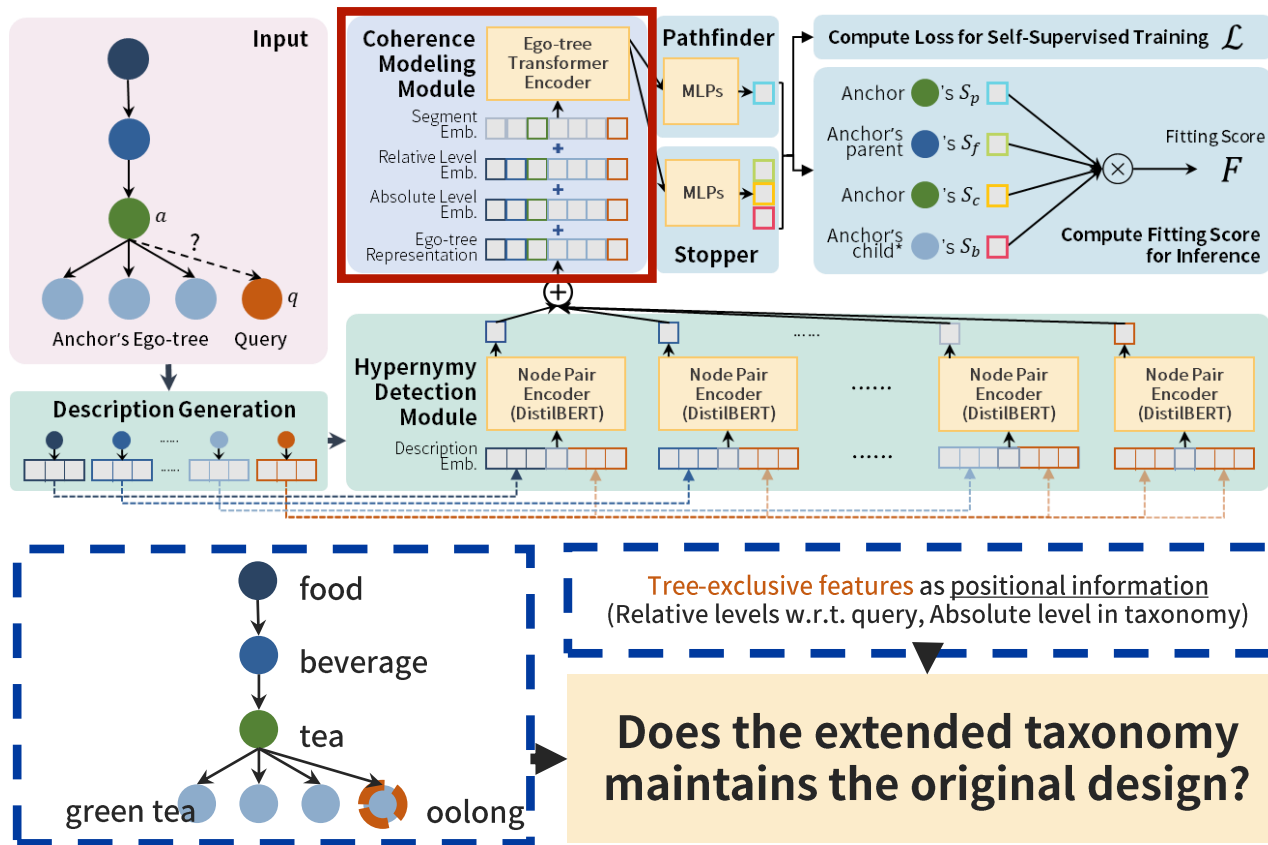 Input
a
?
q
Anchor's Ego-tree
Query
Coherence
Modeling
Module
Ego-tree
Transformer
Encoder
Segment
Emb.
+
Relative Level
Emb.
+
Absolute Level
Emb.
+
Ego-tree
Representation
Pathfinder
MLPs
MLPs
Stopper
Compute Loss for Self-Supervised Training ℒ
Anchor 's Sp
Anchor's
parent 's Sf
Anchor 's Sc
Anchor's
child* 's Sb
×
Fitting Score
F
Compute Fitting Score
for Inference
+
Description Generation
......
......
Hypernymy
Detection
Module
......
Node Pair
Encoder
(DistilBERT)
Node Pair
Encoder
(DistilBERT)
......
Node Pair
Encoder
(DistilBERT)
Node Pair
Encoder
(DistilBERT)
Description
Emb.
......
food
beverage
tea
green tea
oolong
Tree-exclusive features as positional information
(Relative levels w.r.t. query, Absolute level in taxonomy)
Does the extended taxonomy
maintains the original design?